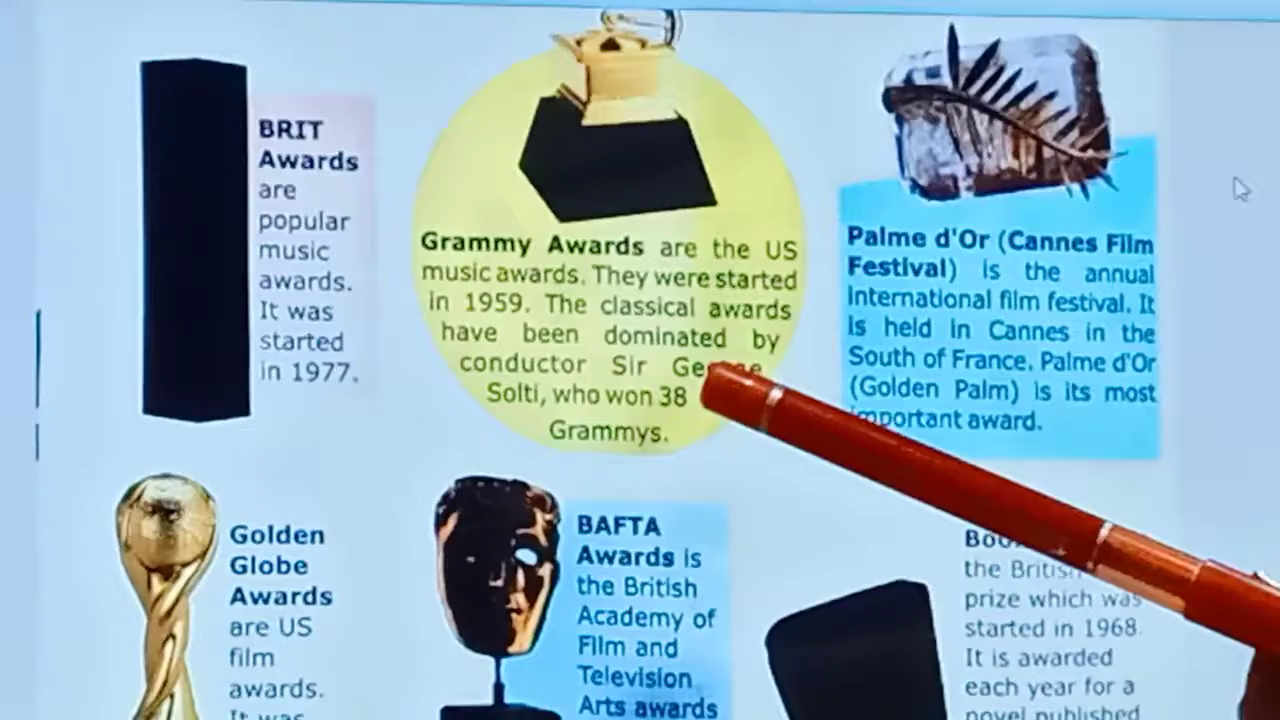 BRIT
Awards
are
popular
music
awards.
It was
started
in 1977.
Grammy Awards are the US
music awards. They were started
in 1959. The classical awards
have been dominated by
conductor Sir
Solti, who won 38
Grammys.
Palme d'Or (Cannes Film
Festival) is the annual
International film festival. It
is held in Cannes in the
South of France. Palme d'Or
(Golden Palm) is its most
important award.
Golden
Globe
Awards
are US
film
awards.
It was
BAFTA
Awards is
the British
Academy of
Film and
Television
Arts awards
the British
prize which was
started in 1968.
It is awarded
each year for a
novel published